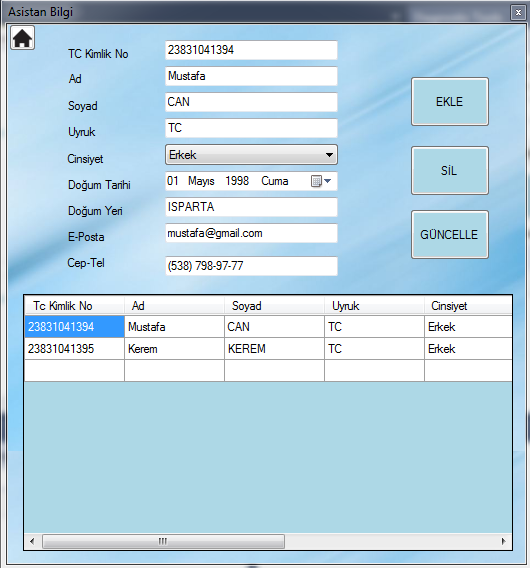 Asistan Bilgi
TC Kimlik No 23831041394
Ad Mustafa
Soyad CAN
Uyruk TC
Cinsiyet Erkek
Doğum Tarihi 01 Mayıs 1998 Cuma
Doğum Yeri ISPARTA
E-Posta mustafa@gmail.com
Cep-Tel (538) 798-97-77
EKLE
SİL
GÜNCELLE
Tc Kimlik No Ad Soyad Uyruk Cinsiyet
23831041394 Mustafa CAN TC Erkek
23831041395 Kerem KEREM TC Erkek